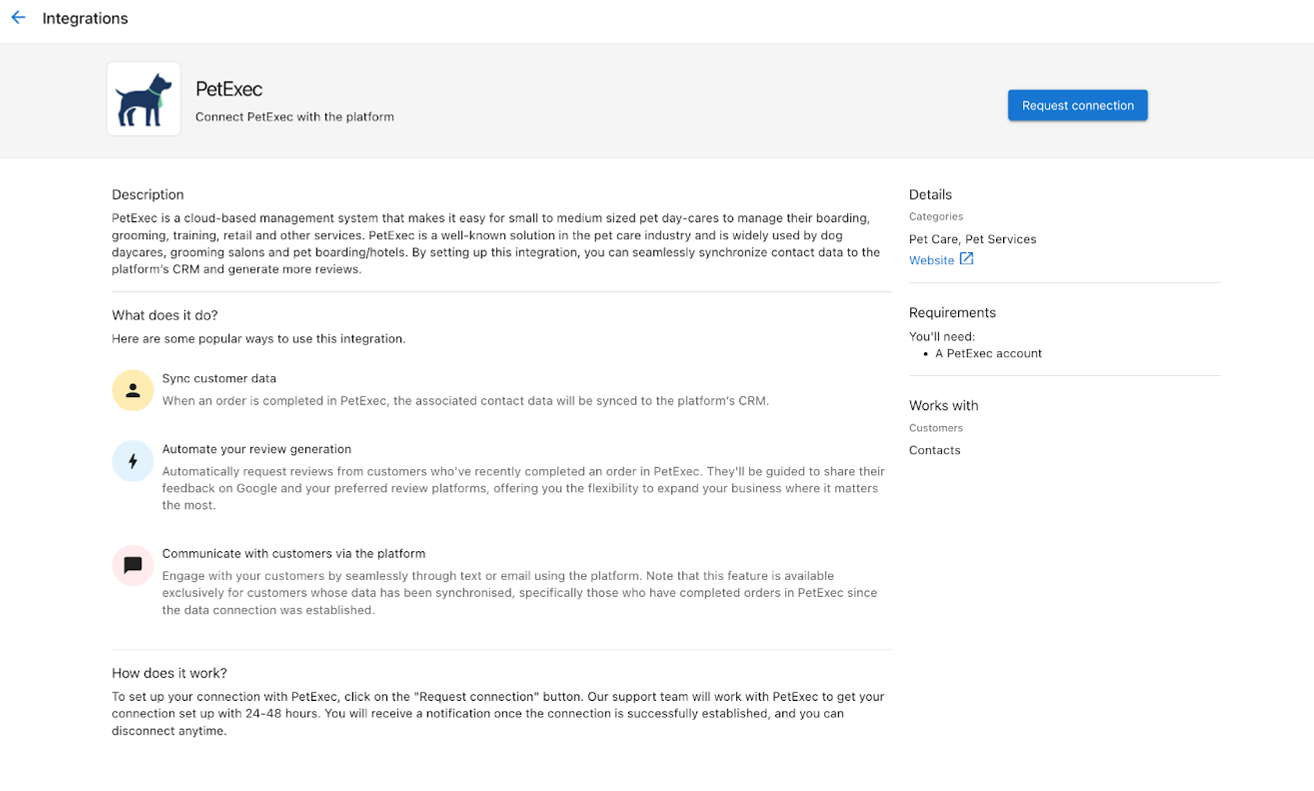 Integrations
PetExec
Connect PetExec with the platform
Request connection
Description
PetExec is a cloud-based management system that makes it easy for small to medium sized pet day-cares to manage their boarding,
grooming, training, retail and other services. PetExec is a well-known solution in the pet care industry and is widely used by dog
daycares, grooming salons and pet boarding/hotels. By setting up this integration, you can seamlessly synchronize contact data to the
platform's CRM and generate more reviews.
What does it do?
Here are some popular ways to use this integration.
Sync customer data
When an order is completed in PetExec, the associated contact data will be synced to the platform's CRM.
Automate your review generation
Automatically request reviews from customers who've recently completed an order in PetExec. They'll be guided to share their
feedback on Google and your preferred review platforms, offering you the flexibility to expand your business where it matters
the most.
Communicate with customers via the platform
Engage with your customers by seamlessly through text or email using the platform. Note that this feature is available
exclusively for customers whose data has been synchronised, specifically those who have completed orders in PetExec since
the data connection was established.
How does it work?
To set up your connection with PetExec, click on the "Request connection" button. Our support team will work with PetExec to get your
connection set up with 24-48 hours. You will receive a notification once the connection is successfully established, and you can
disconnect anytime.
Details
Categories
Pet Care, Pet Services
Website
Requirements
You'll need:
• A PetExec account
Works with
Customers
Contacts